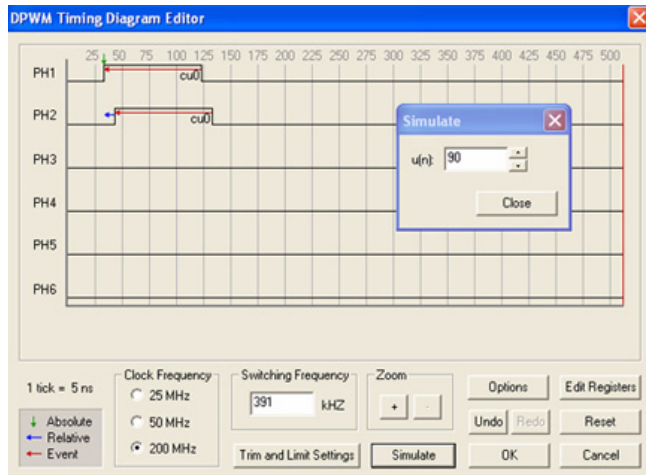 DPWM Timing Diagram Editor
25 50 75 100 125 150 175 200 225 250 275 300 325 350 375 400 425 450 475 500
PH1
cu0
PH2
cu0
PH3
PH4
PH5
PH6
Simulate
u(n): 90
Close
1 tick = 5 ns
Absolute
Relative
Event
Clock Frequency
25 MHz
50 MHz
200 MHz
Switching Frequency
391 kHZ
Zoom
+ -
Trim and Limit Settings
Simulate
Options
Edit Registers
Undo
Redo
Reset
OK
Cancel